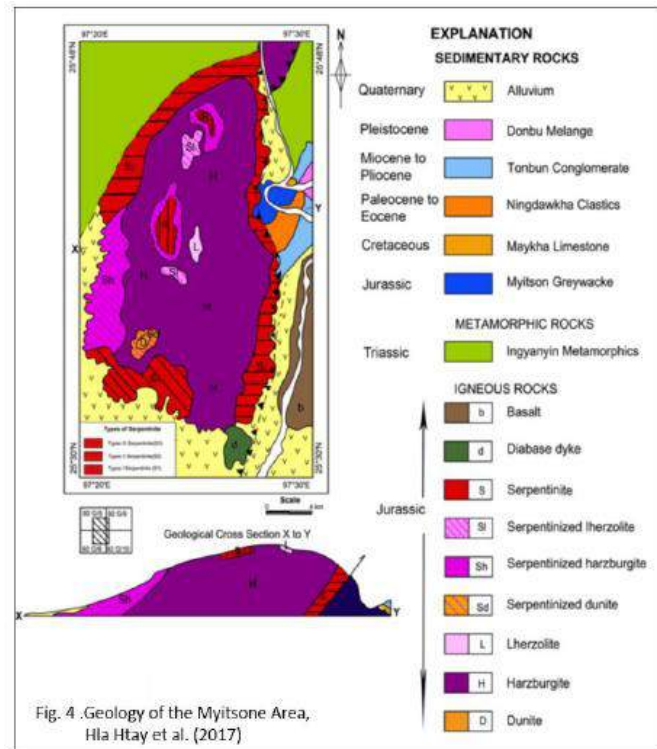 97°20'E
97°30'E
N
EXPLANATION
SEDIMENTARY ROCKS
Quaternary
Alluvium
Pleistocene
Donbu Melange
Miocene to
Pliocene
Tonbun Conglomerate
Paleocene to
Eocene
Ningdawkha Clastics
Cretaceous
Maykha Limestone
Jurassic
Myitson Greywacke
METAMORPHIC ROCKS
Triassic
Ingyanyin Metamorphics
IGNEOUS ROCKS
Jurassic
b
Basalt
d
Diabase dyke
S
Serpentinite
Sl
Serpentinized lherzolite
Sh
Serpentinized harzburgite
Sd
Serpentinized dunite
L
Lherzolite
H
Harzburgite
D
Dunite
X
Y
Sh
H
L
d
b
Types of Serpentinite
25°30'N
25°30'N
97°20'E
97°30'E
Scale
0
4 km
Geological Cross Section X to Y
Sh
X
Y
Fig. 4 .Geology of the Myitsone Area,
Hla Htay et al. (2017)